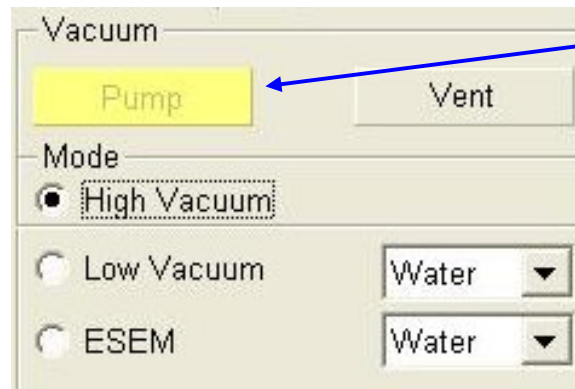 Vacuum
Pump Vent
Mode
High Vacuum
Low Vacuum Water
ESEM Water